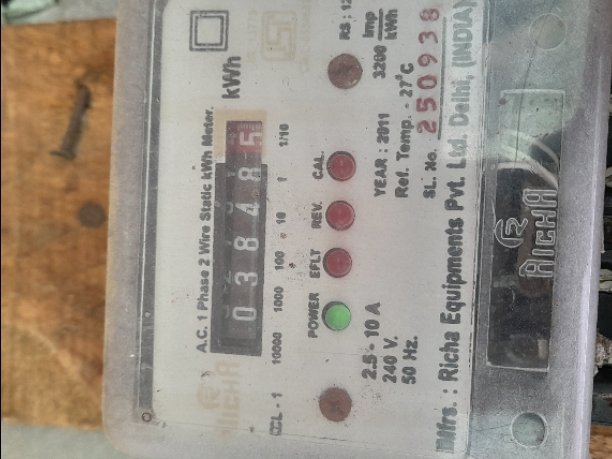 kWh
A.C. 1 Phase 2 Wire Static kWh Meter.
0 3 8 4 8 5
10000 1000 100 10 1 1/10
POWER EFLT REV. CAL.
RICHA
CL - 1
2.5 - 10 A
240 V.
50 Hz.
Imp
3200 kWh
YEAR : 2011
Ref. Temp. - 27°C
SL. No. 250938
Mfrs. : Richa Equipments Pvt. Ltd. Delhi, (INDIA)
RICHA